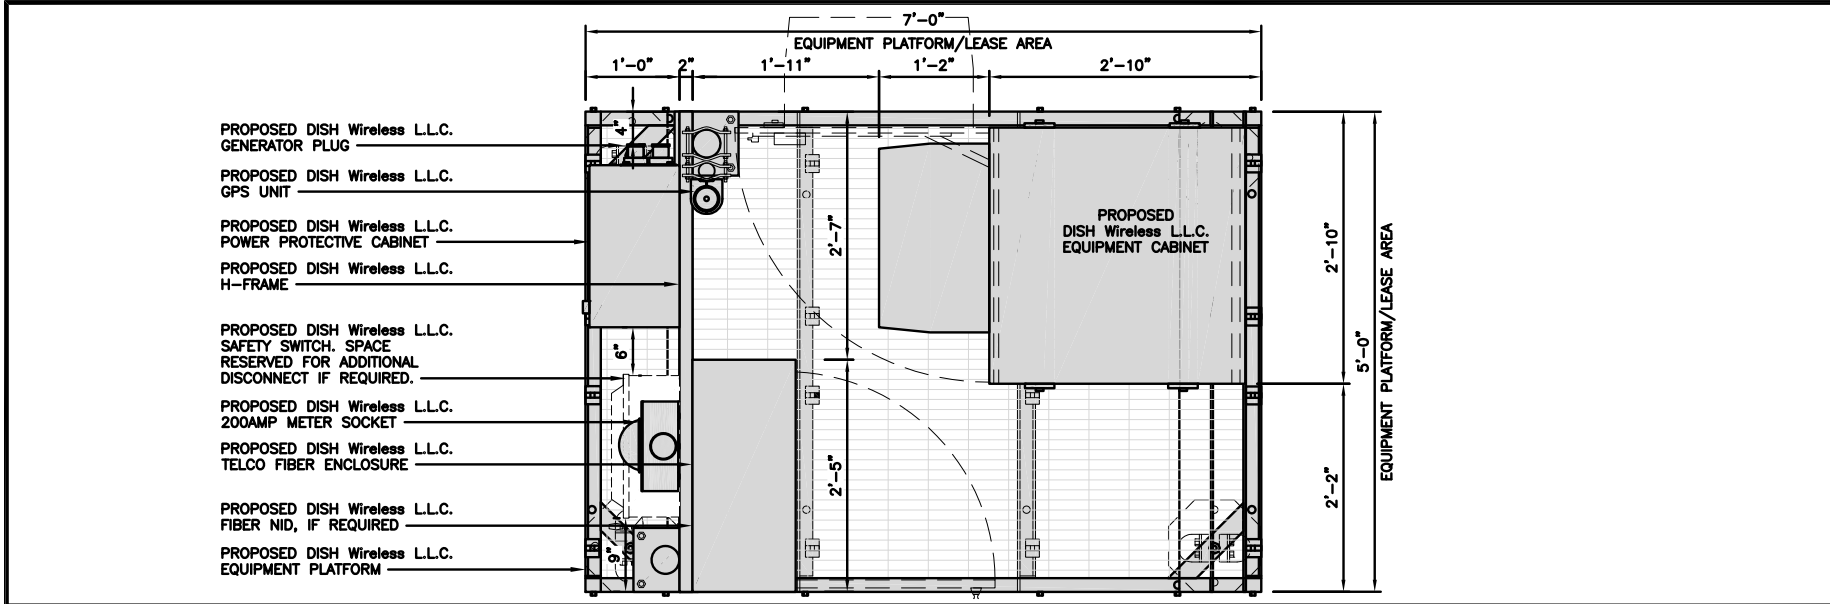 7'-0"
EQUIPMENT PLATFORM/LEASE AREA
1'-0"
2"
1'-11"
1'-2"
2'-10"
PROPOSED DISH Wireless L.L.C.
GENERATOR PLUG
PROPOSED DISH Wireless L.L.C.
GPS UNIT
PROPOSED DISH Wireless L.L.C.
POWER PROTECTIVE CABINET
PROPOSED DISH Wireless L.L.C.
H-FRAME
PROPOSED DISH Wireless L.L.C.
SAFETY SWITCH. SPACE
RESERVED FOR ADDITIONAL
DISCONNECT IF REQUIRED.
PROPOSED DISH Wireless L.L.C.
200AMP METER SOCKET
PROPOSED DISH Wireless L.L.C.
TELCO FIBER ENCLOSURE
PROPOSED DISH Wireless L.L.C.
FIBER NID, IF REQUIRED
PROPOSED DISH Wireless L.L.C.
EQUIPMENT PLATFORM
4"
6"
9"
2'-7"
2'-5"
PROPOSED
DISH Wireless L.L.C.
EQUIPMENT CABINET
2'-10"
2'-2"
5'-0"
EQUIPMENT PLATFORM/LEASE AREA